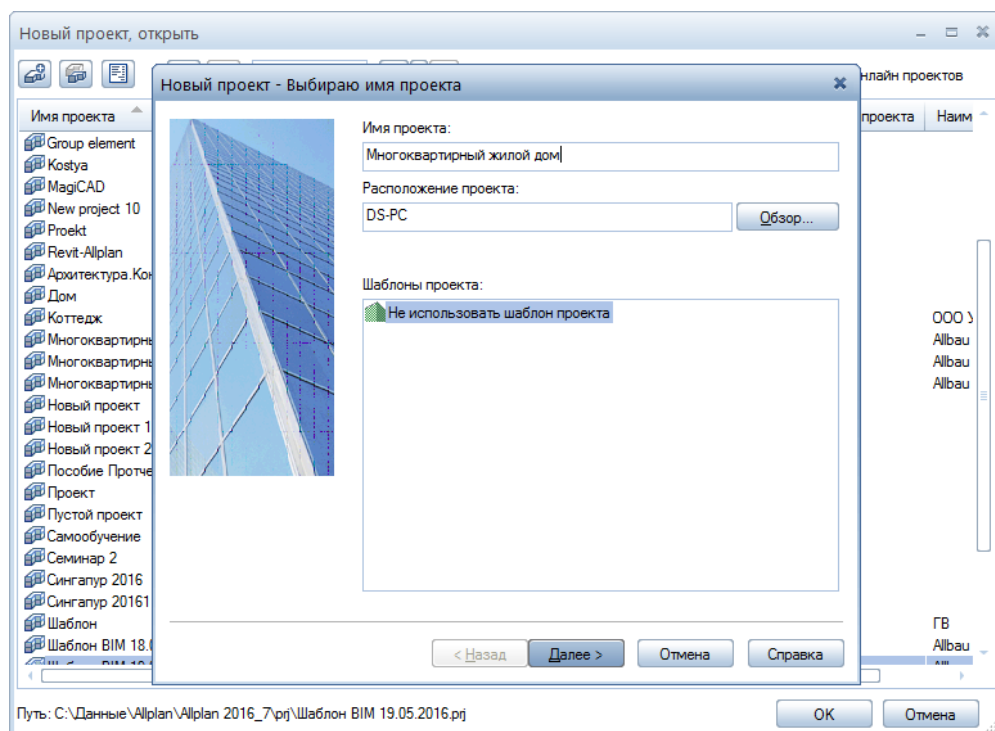 Новый проект, открыть
нлайн проектов
Новый проект - Выбираю имя проекта
Имя проекта
проекта Наим
Имя проекта:
Многоквартирный жилой дом
Расположение проекта:
DS-PC Обзор...
Шаблоны проекта:
Не использовать шаблон проекта
Group element
Kostya
MagiCAD
New project 10
Proekt
Revit-Allplan
Архитектура.Кон
Дом
Коттедж ООО У
Многоквартирнь Allbau
Многоквартирнь Allbau
Многоквартирнь Allbau
Новый проект
Новый проект 1
Новый проект 2
Пособие Протче
Проект
Пустой проект
Самообучение
Семинар 2
Сингапур 2016
Сингапур 20161
Шаблон ГВ
Шаблон BIM 18.0 Allbau
< Назад Далее > Отмена Справка
Путь: C:\Данные\Allplan\Allplan 2016_7\prj\Шаблон BIM 19.05.2016.prj
OK Отмена